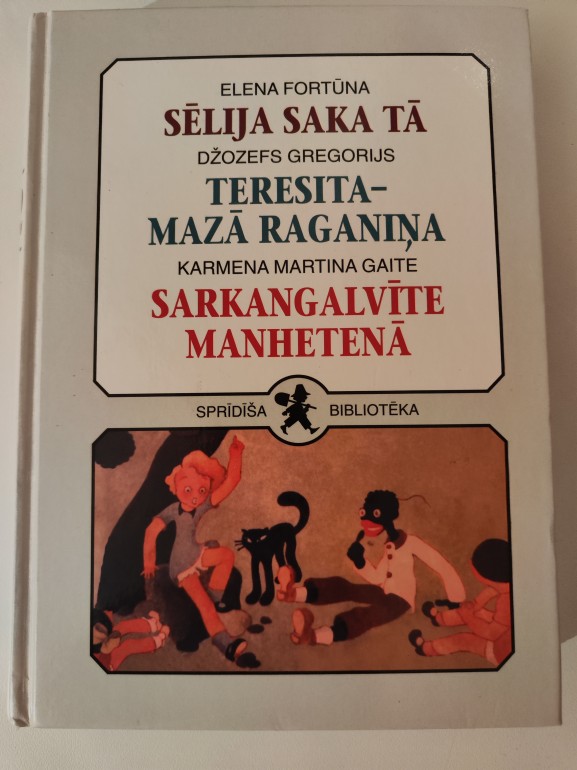 ELENA FORTŪNA
SĒLIJA SAKA TĀ
DŽOZEFS GREGORIJS
TERESITA–
MAZĀ RAGANIŅA
KARMENA MARTINA GAITE
SARKANGALVĪTE
MANHETENĀ
SPRĪDĪŠA BIBLIOTĒKA